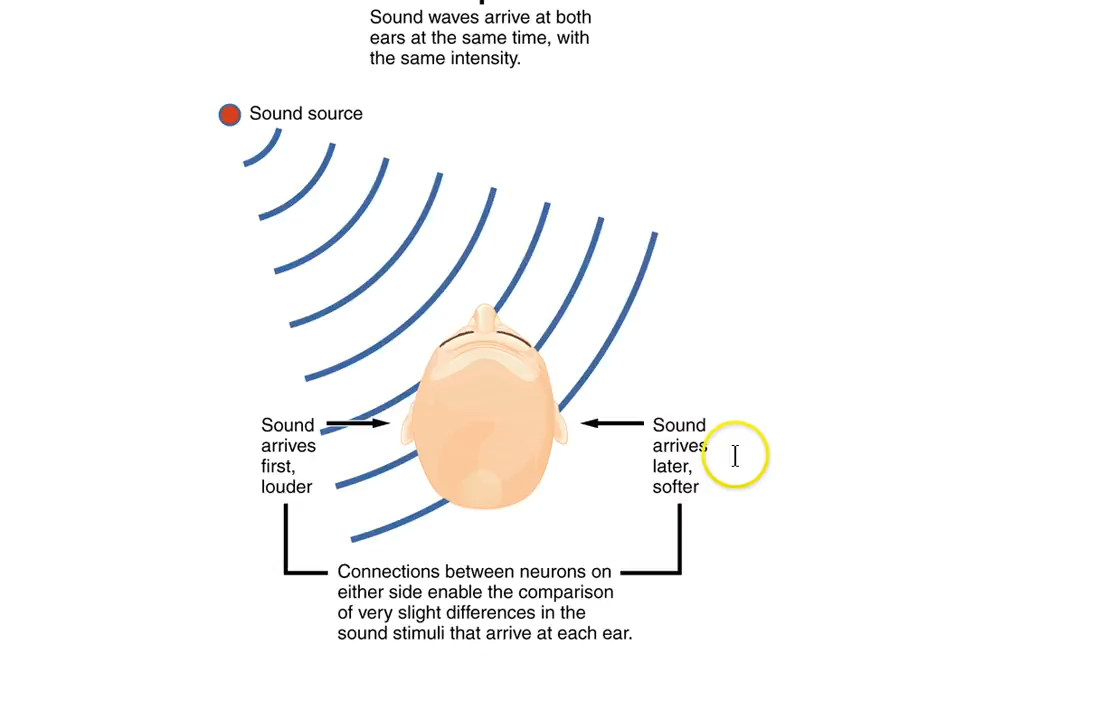 Sound waves arrive at both
ears at the same time, with
the same intensity.
Sound source
Sound
arrives
first,
louder
Sound
arrives
later,
softer
Connections between neurons on
either side enable the comparison
of very slight differences in the
sound stimuli that arrive at each ear.